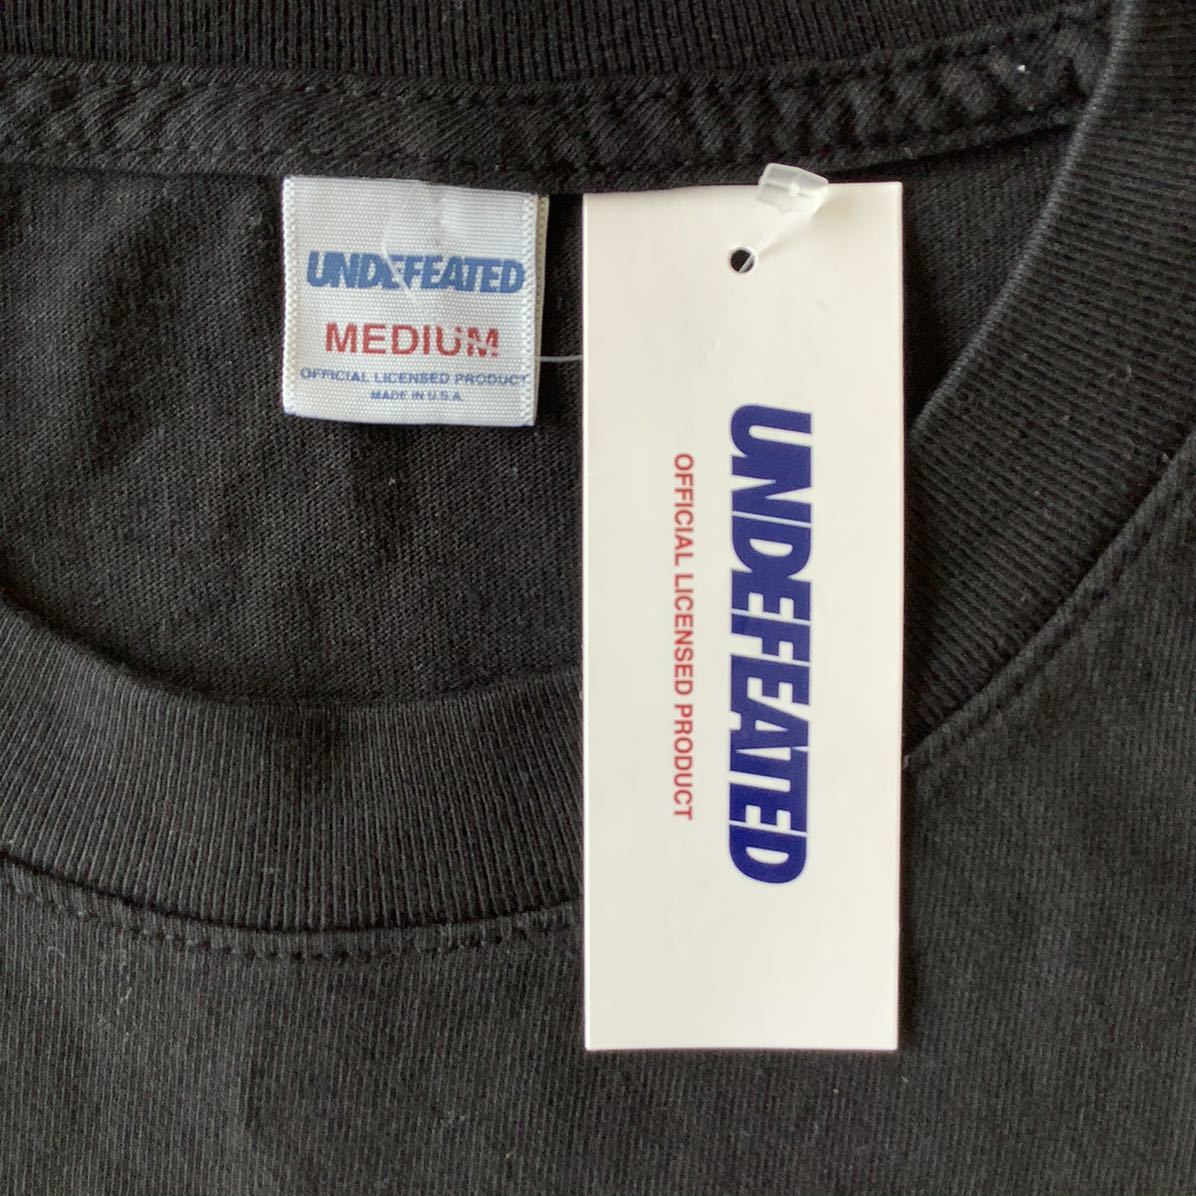 UNDEFEATED
MEDIUM
OFFICIAL LICENSED PRODUCT
MADE IN U.S.A.
UNDEFEATED
OFFICIAL LICENSED PRODUCT